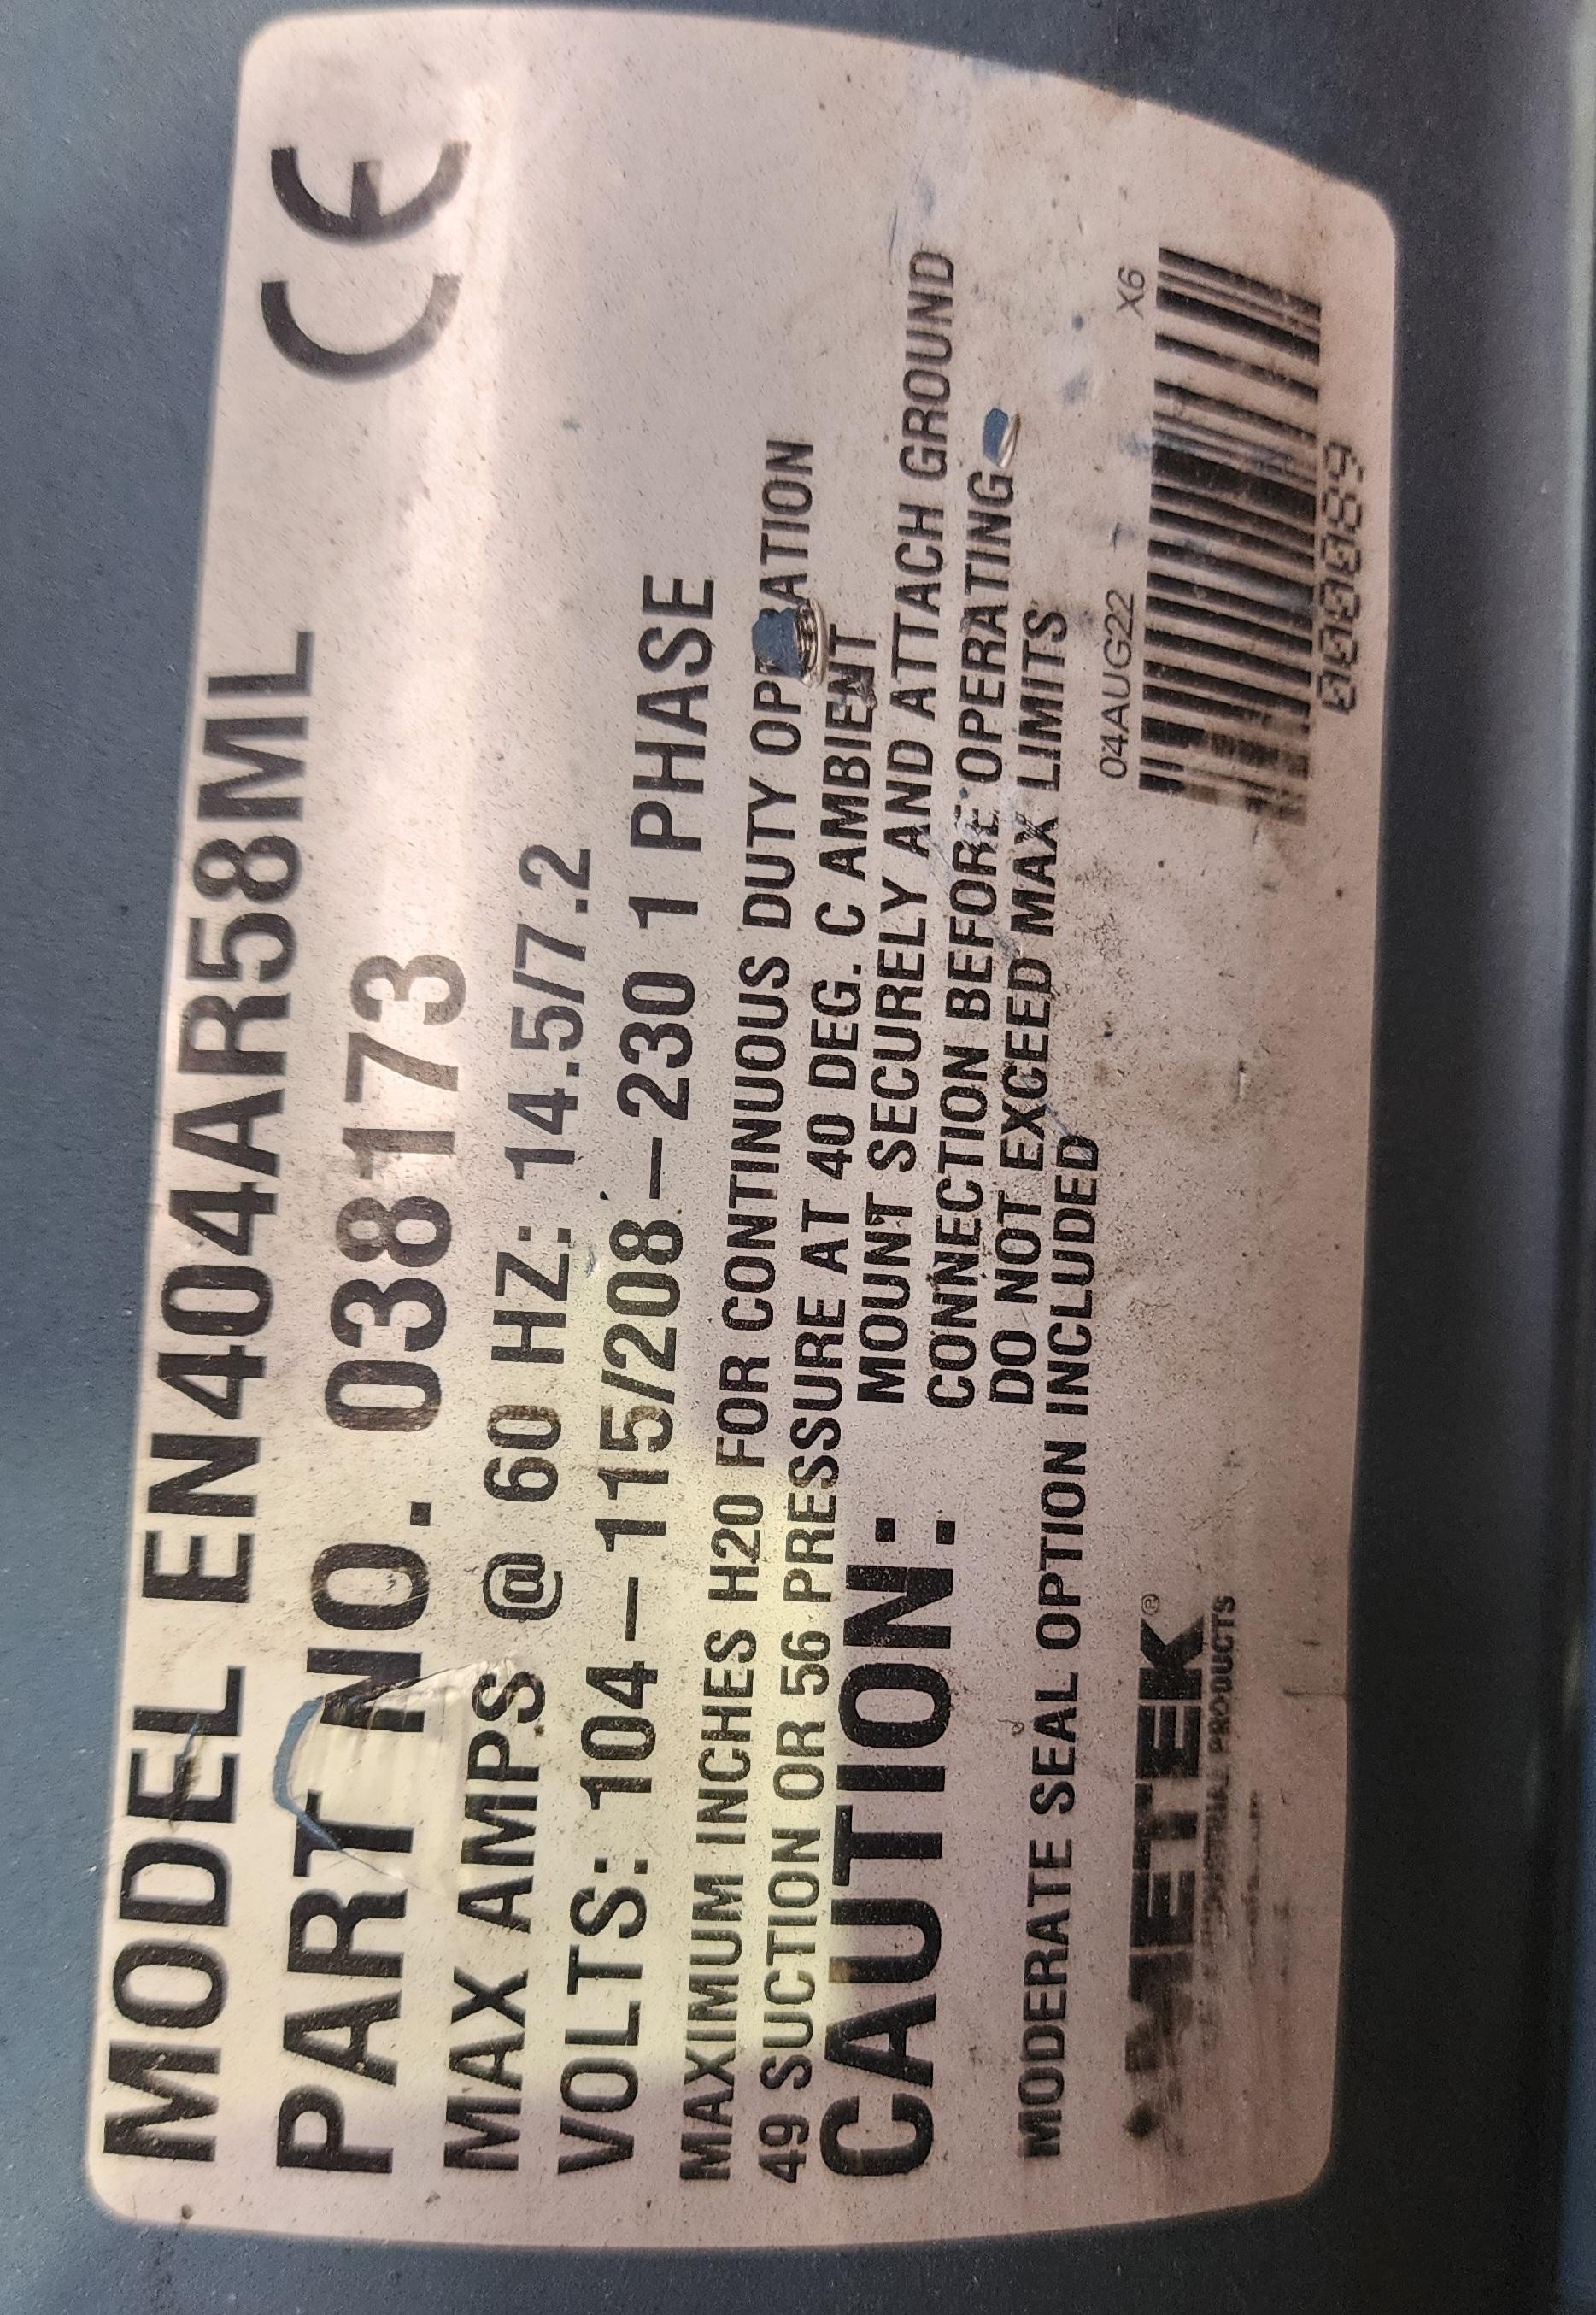 MODEL EN404AR58ML
CE
PART NO. 038173
MAX AMPS @ 60 HZ: 14.5/7.2
VOLTS: 104–115/208–230 1 PHASE
MAXIMUM INCHES H20 FOR CONTINUOUS DUTY OPERATION
49 SUCTION OR 56 PRESSURE AT 40 DEG. C AMBIENT
CAUTION: MOUNT SECURELY AND ATTACH GROUND
CONNECTION BEFORE OPERATING
DO NOT EXCEED MAX LIMITS
MODERATE SEAL OPTION INCLUDED
04AUG22 X6
AMETEK®
INDUSTRIAL PRODUCTS
0000089